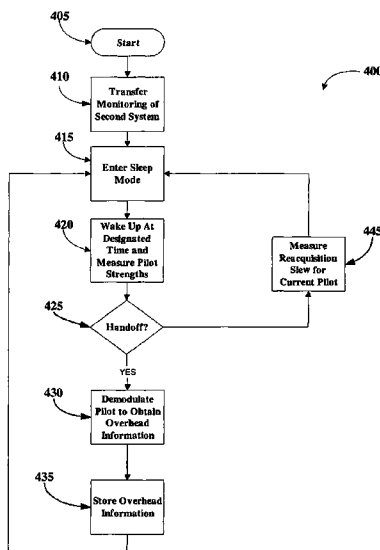 405
Start
400
410
Transfer
Monitoring of
Second System
415
Enter Sleep
Mode
420
Wake Up At
Designated
Time and
Measure Pilot
Strengths
445
Measure
Reacquisition
Slew for
Current Pilot
425
Handoff?
YES
430
Demodulate
Pilot to Obtain
Overhead
Information
435
Store Overhead
Information